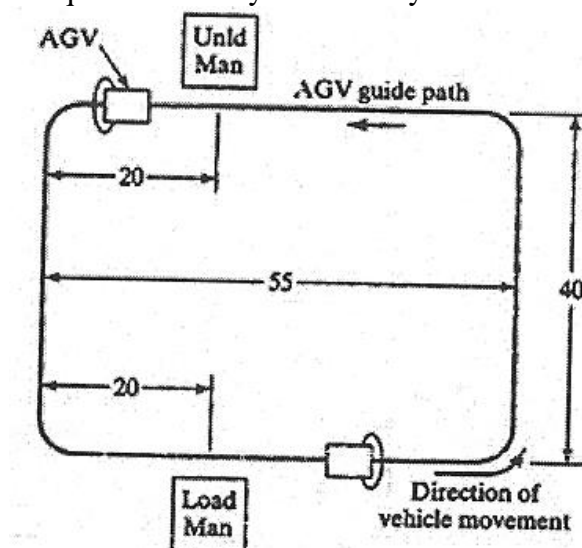 AGV
Unld
Man
AGV guide path
20
55
40
20
Load
Man
Direction of
vehicle movement